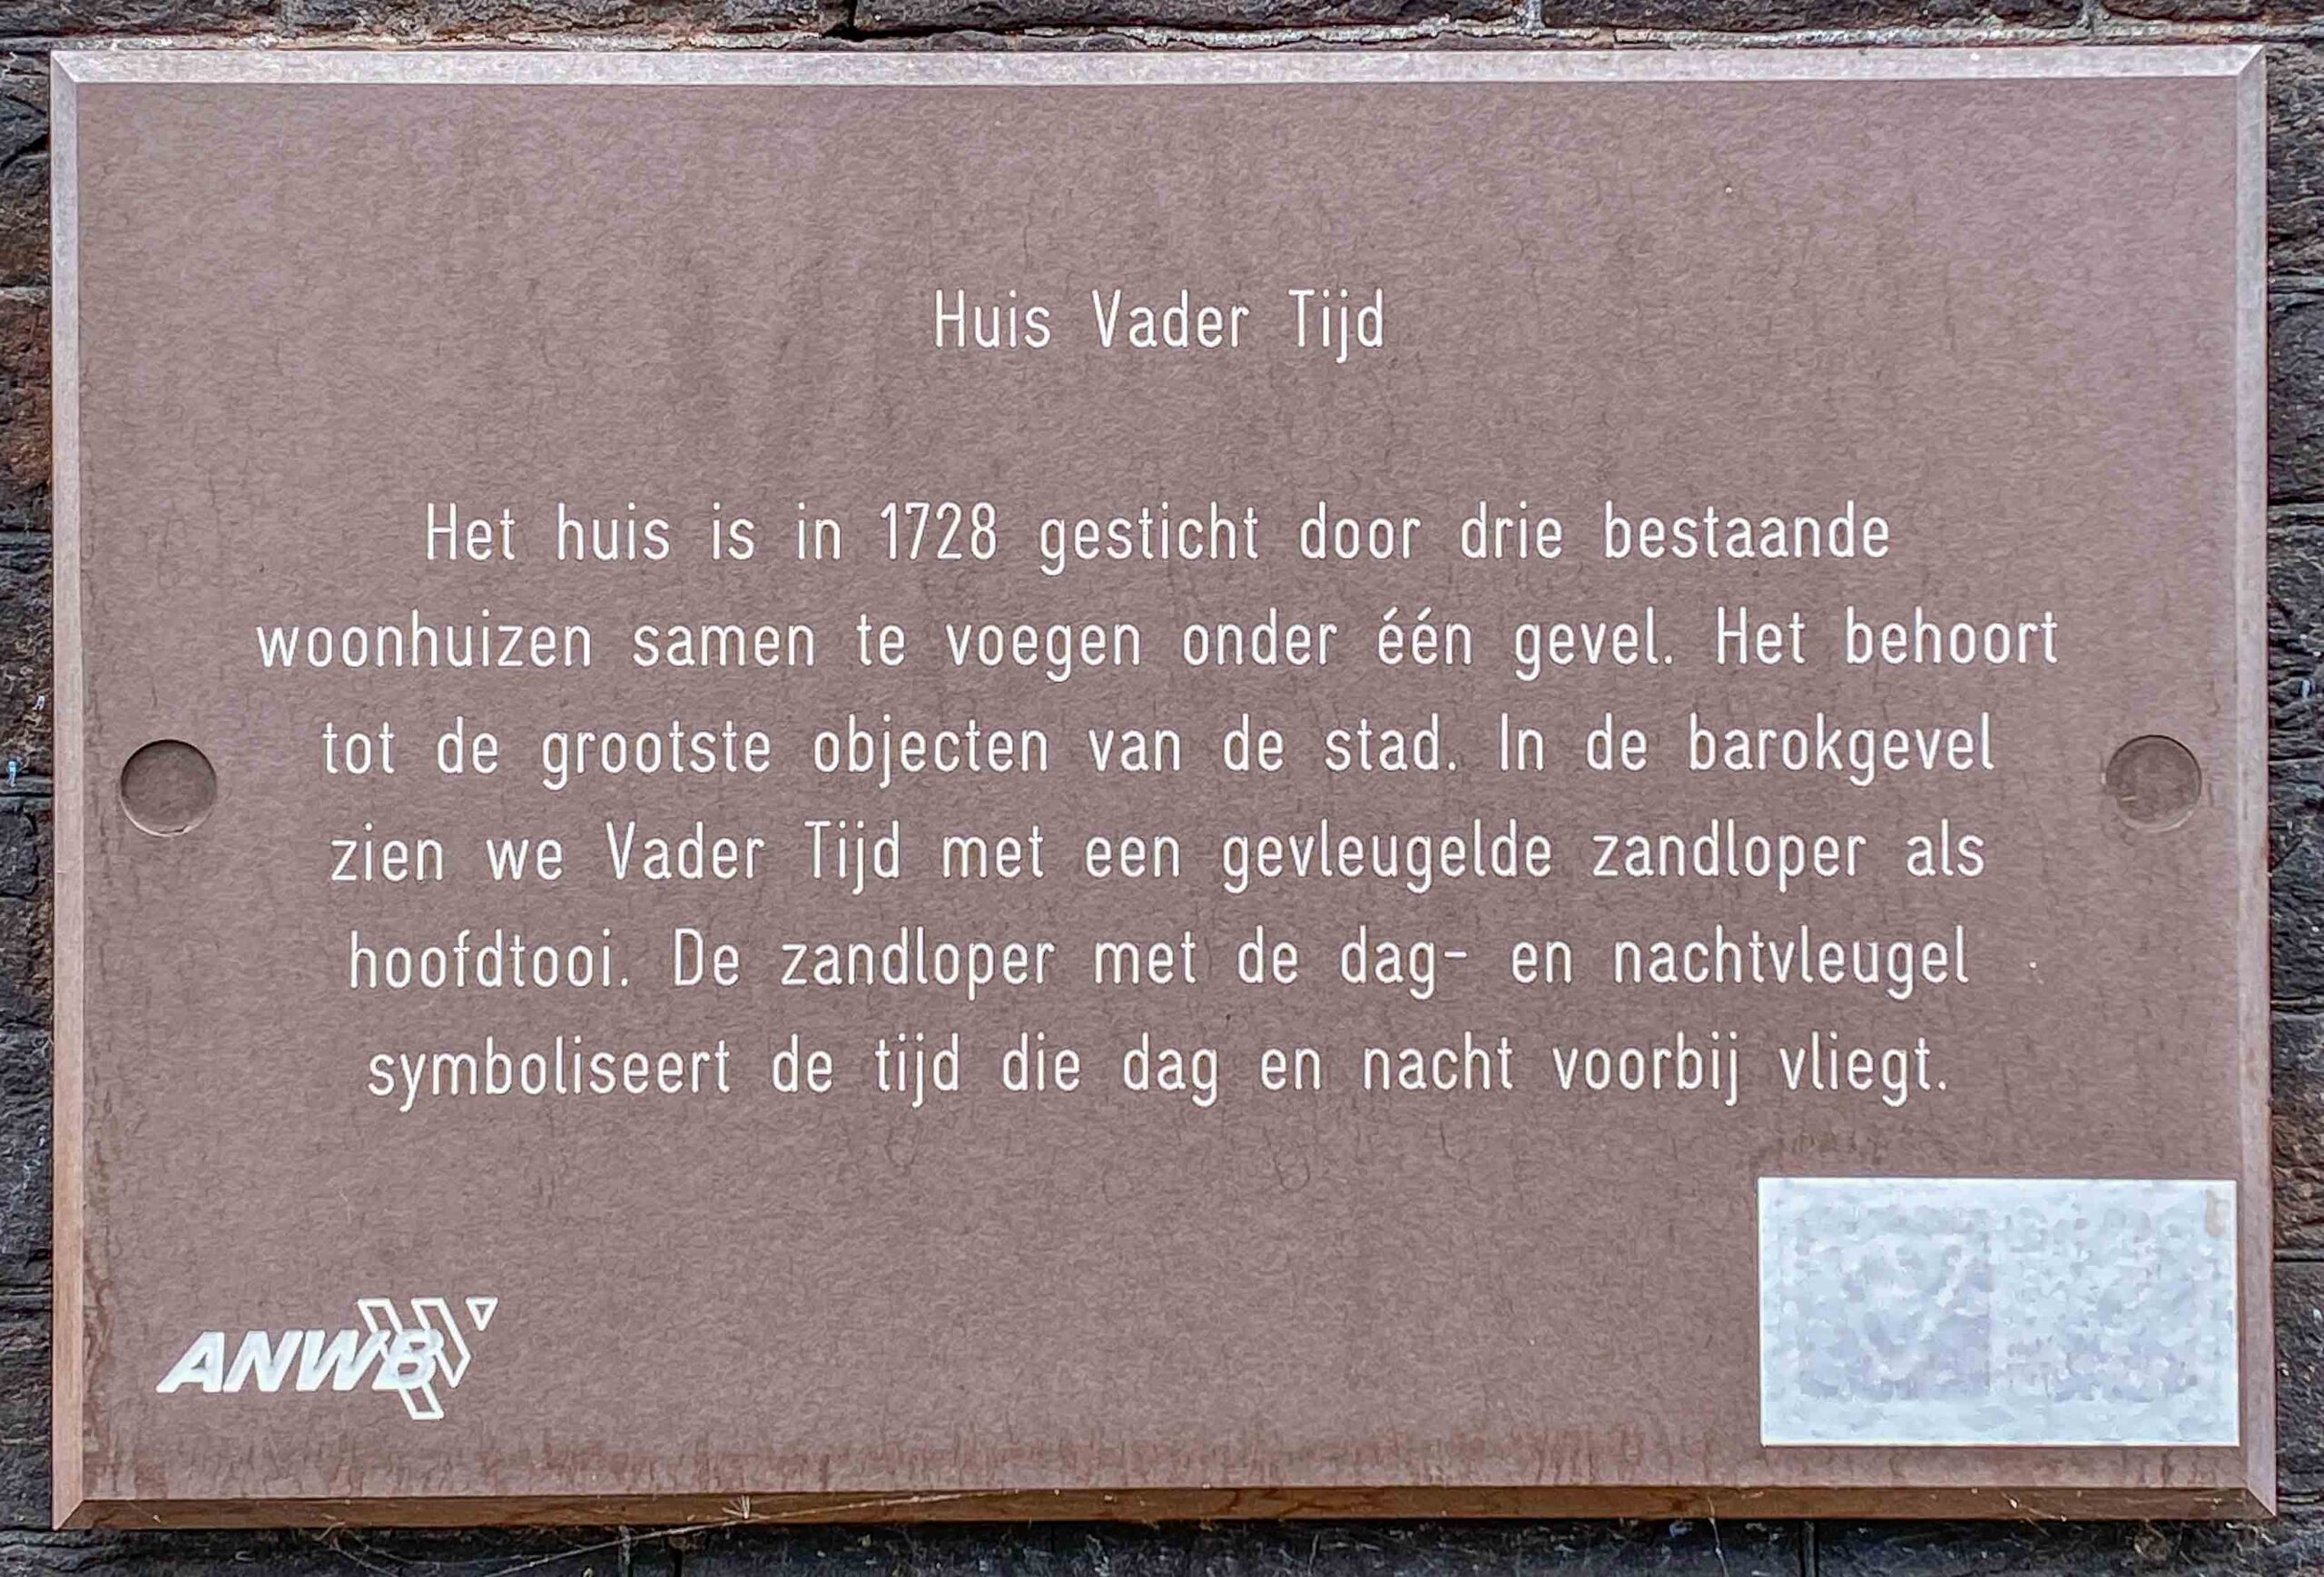 Huis Vader Tijd
Het huis is in 1728 gesticht door drie bestaande
woonhuizen samen te voegen onder één gevel. Het behoort
tot de grootste objecten van de stad. In de barokgevel
zien we Vader Tijd met een gevleugelde zandloper als
hoofdtooi. De zandloper met de dag- en nachtvleugel
symboliseert de tijd die dag en nacht voorbij vliegt.
ANWB